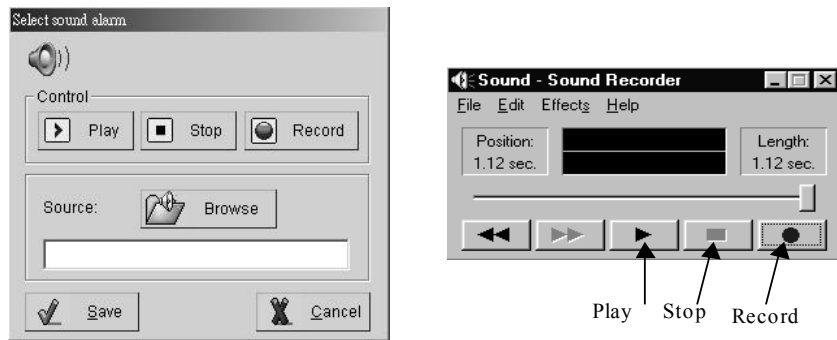 Select sound alarm
Control
Play Stop Record
Source: Browse
Save Cancel
Sound - Sound Recorder
File Edit Effects Help
Position: Length:
1.12 sec. 1.12 sec.
Play Stop Record